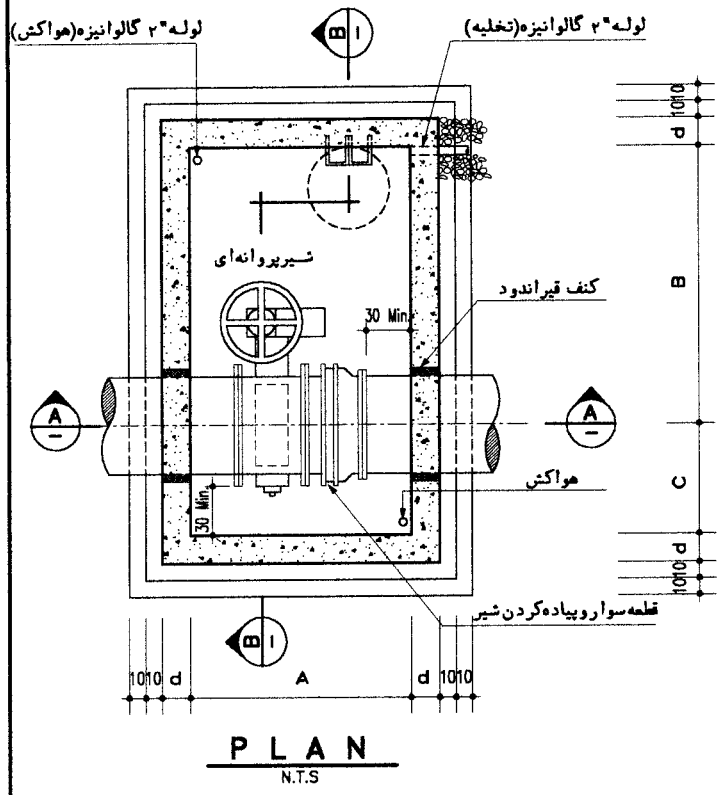 لوله "۲ گالوانیزه(هواکش)
لوله "۲ گالوانیزه(تخلیه)
B
I
10
10
d
B
C
d
10
10
شیرپروانه‌ای
کنف قیراندود
30 Min.
A
A
30 Min.
هواکش
قطعه‌سوار‌و‌پیاده‌کردن‌شیر
B
I
10
10
d
A
d
10
10
PLAN
N.T.S